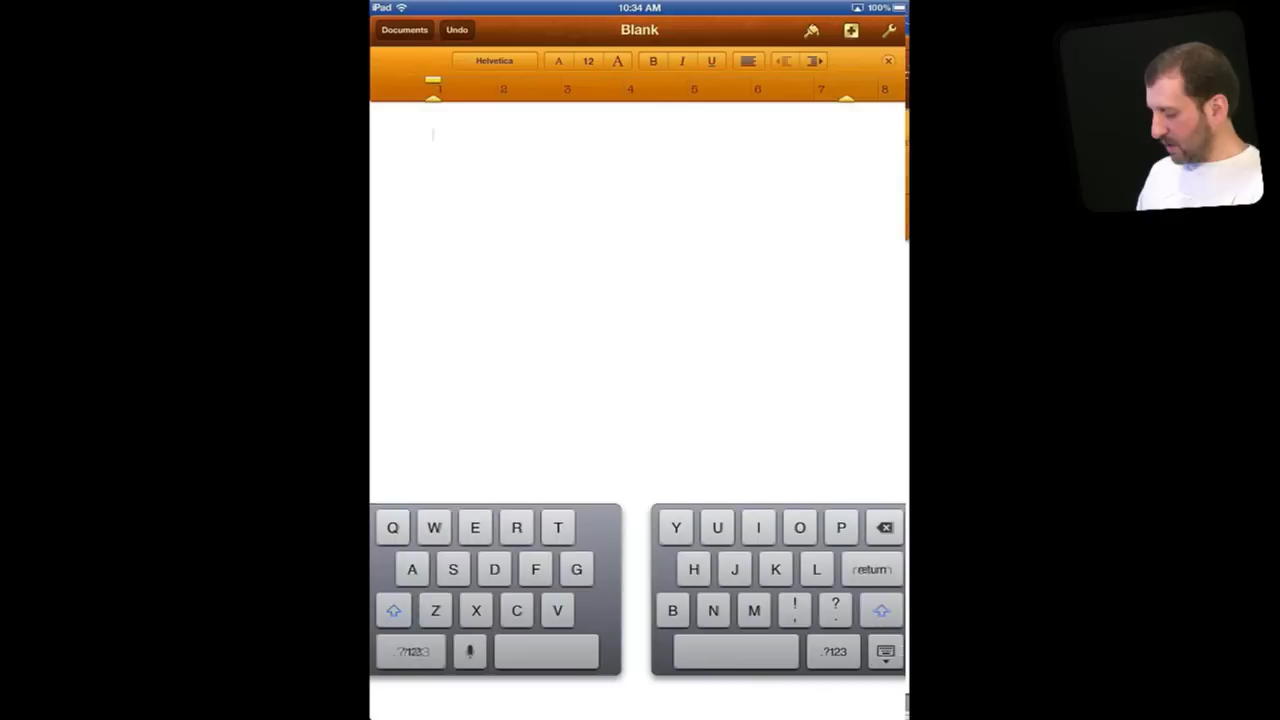 iPad 10:34 AM 100%
Documents Undo Blank
Helvetica A 12 A B I U
1 2 3 4 5 6 7 8
Q W E R T Y U I O P
A S D F G H J K L return
Z X C V B N M ! , ? .
.?123 .?123